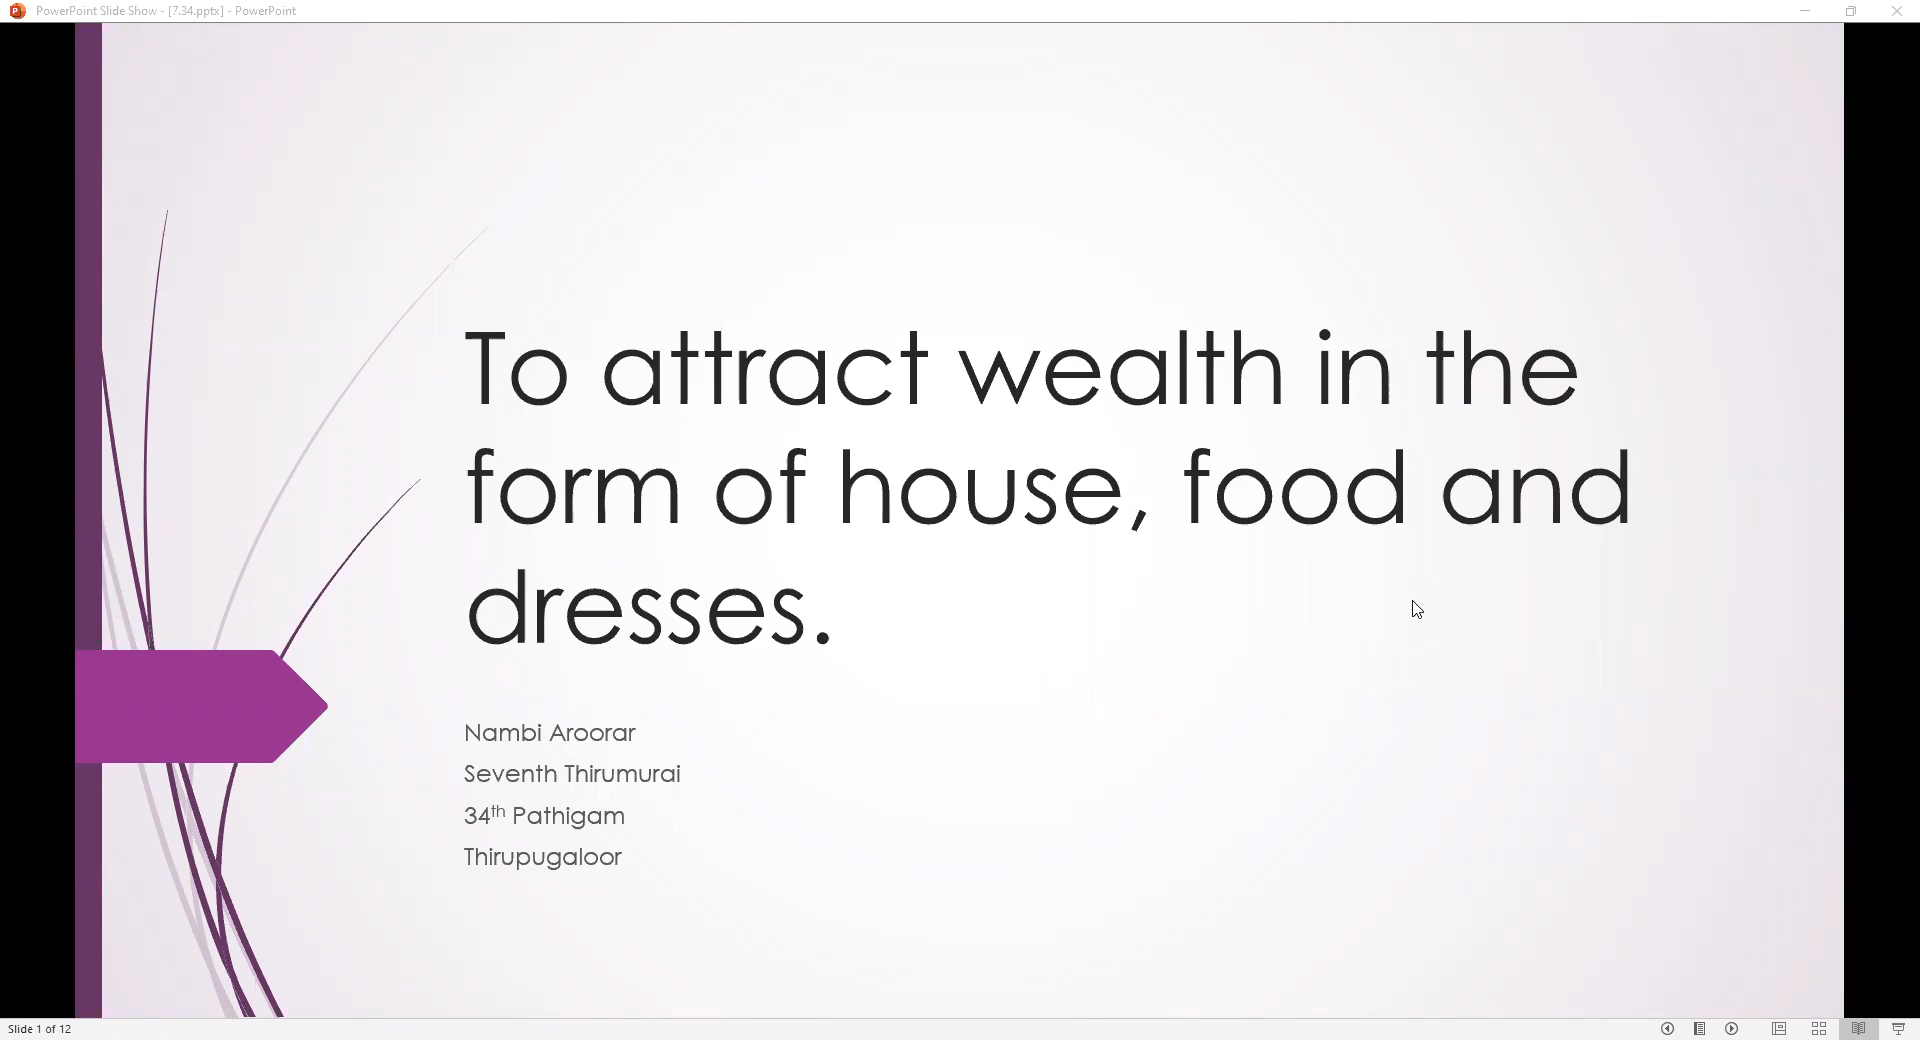 PowerPoint Slide Show - [7.34.pptx] - PowerPoint
To attract wealth in the
form of house, food and
dresses.
Nambi Aroorar
Seventh Thirumurai
34th Pathigam
Thirupugaloor
Slide 1 of 12